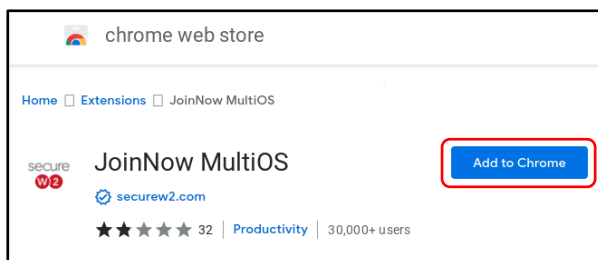 chrome web store
Home Extensions JoinNow MultiOS
secure
W2
JoinNow MultiOS
Add to Chrome
securew2.com
32 Productivity 30,000+ users